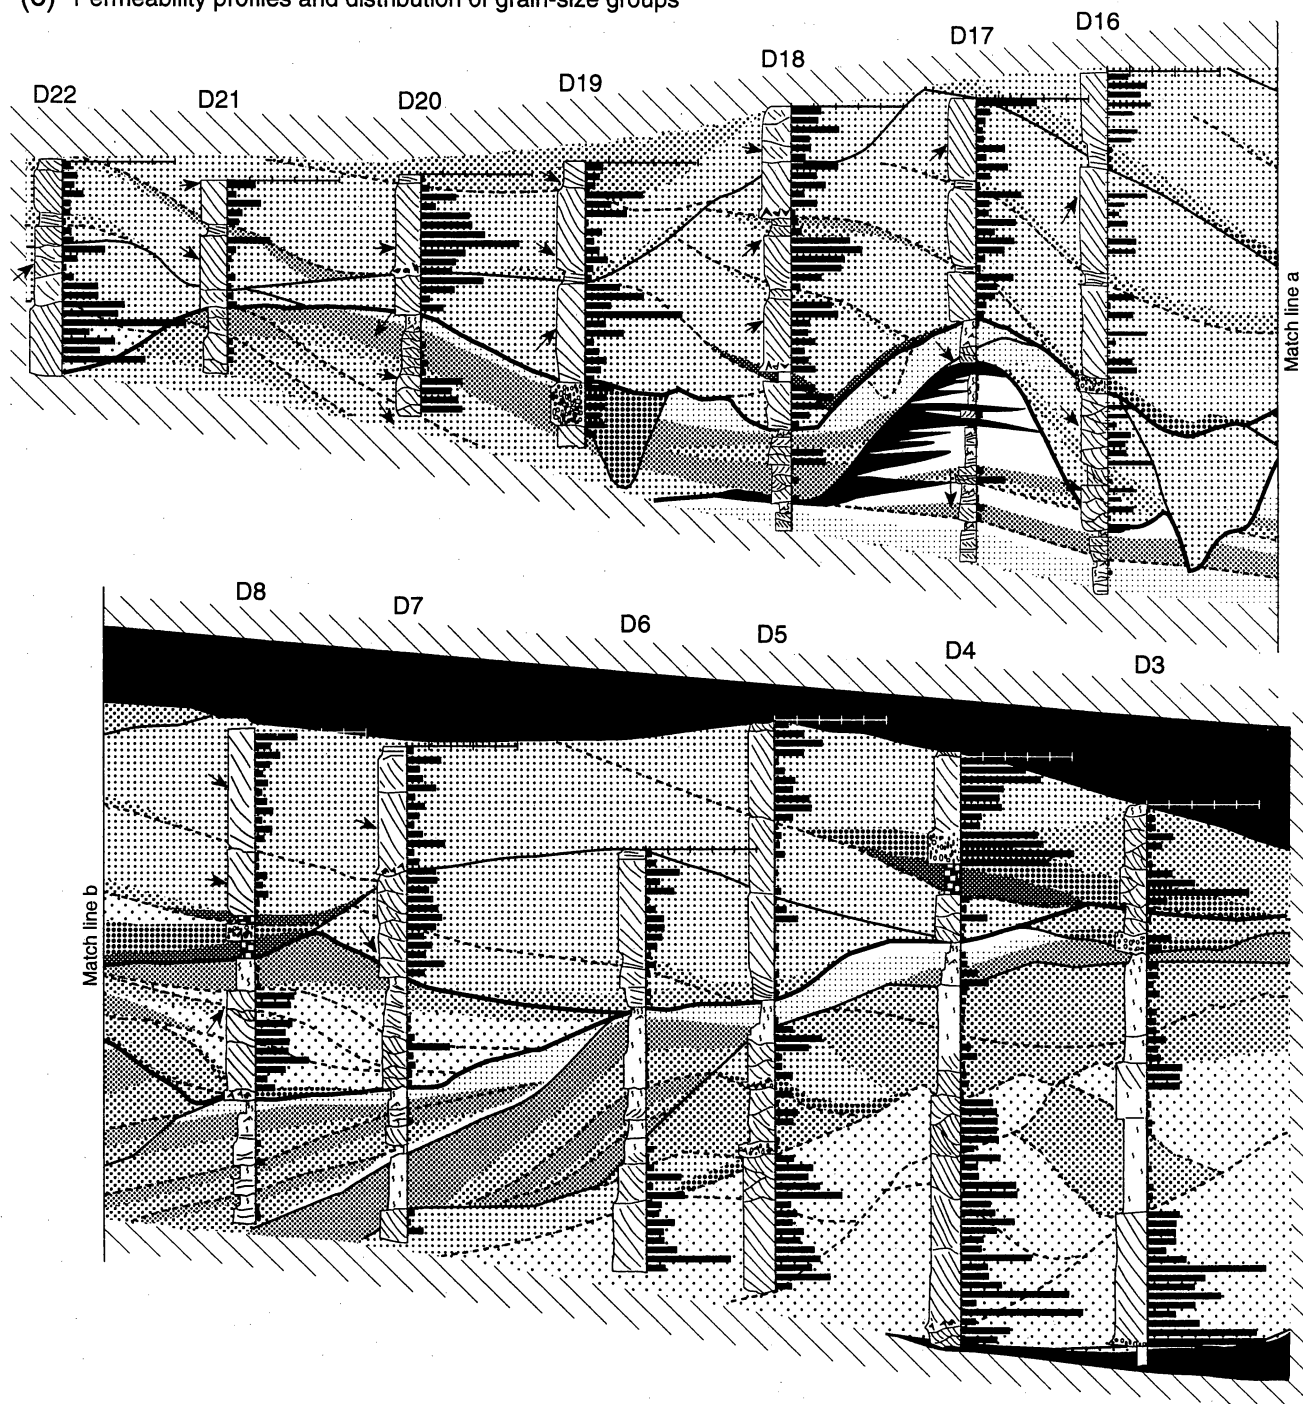 (c) Permeability profiles and distribution of grain-size groups
D16
D17
D18
D19
D22
D21
D20
Match line a
D8
D7
D6
D5
D4
D3
Match line b